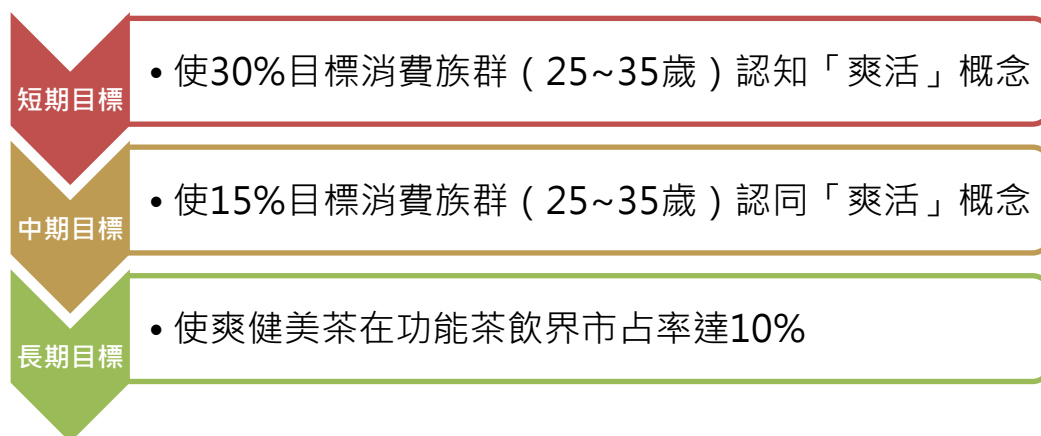 短期目標
• 使30%目標消費族群（25~35歲）認知「爽活」概念
中期目標
• 使15%目標消費族群（25~35歲）認同「爽活」概念
長期目標
• 使爽健美茶在功能茶飲界市占率達10%